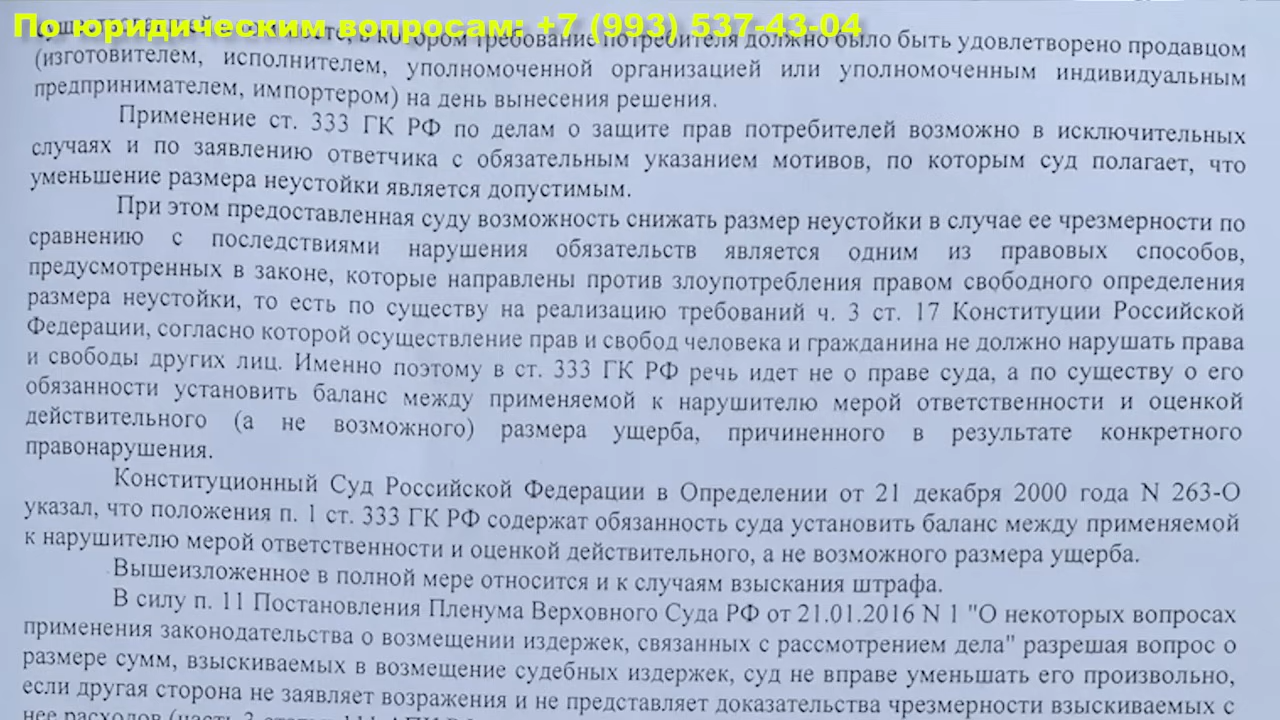 По юридическим вопросам: +7 (993) 537-43-04
в котором требование потребителя должно было быть удовлетворено продавцом
(изготовителем, исполнителем, уполномоченной организацией или уполномоченным индивидуальным
предпринимателем, импортером) на день вынесения решения.
Применение ст. 333 ГК РФ по делам о защите прав потребителей возможно в исключительных
случаях и по заявлению ответчика с обязательным указанием мотивов, по которым суд полагает, что
уменьшение размера неустойки является допустимым.
При этом предоставленная суду возможность снижать размер неустойки в случае ее чрезмерности по
сравнению с последствиями нарушения обязательств является одним из правовых способов,
предусмотренных в законе, которые направлены против злоупотребления правом свободного определения
размера неустойки, то есть по существу на реализацию требований ч. 3 ст. 17 Конституции Российской
Федерации, согласно которой осуществление прав и свобод человека и гражданина не должно нарушать права
и свободы других лиц. Именно поэтому в ст. 333 ГК РФ речь идет не о праве суда, а по существу о его
обязанности установить баланс между применяемой к нарушителю мерой ответственности и оценкой
действительного (а не возможного) размера ущерба, причиненного в результате конкретного
правонарушения.
Конституционный Суд Российской Федерации в Определении от 21 декабря 2000 года N 263-О
указал, что положения п. 1 ст. 333 ГК РФ содержат обязанность суда установить баланс между применяемой
к нарушителю мерой ответственности и оценкой действительного, а не возможного размера ущерба.
Вышеизложенное в полной мере относится и к случаям взыскания штрафа.
В силу п. 11 Постановления Пленума Верховного Суда РФ от 21.01.2016 N 1 "О некоторых вопросах
применения законодательства о возмещении издержек, связанных с рассмотрением дела" разрешая вопрос о
размере сумм, взыскиваемых в возмещение судебных издержек, суд не вправе уменьшать его произвольно,
если другая сторона не заявляет возражения и не представляет доказательства чрезмерности взыскиваемых с
нее расходов